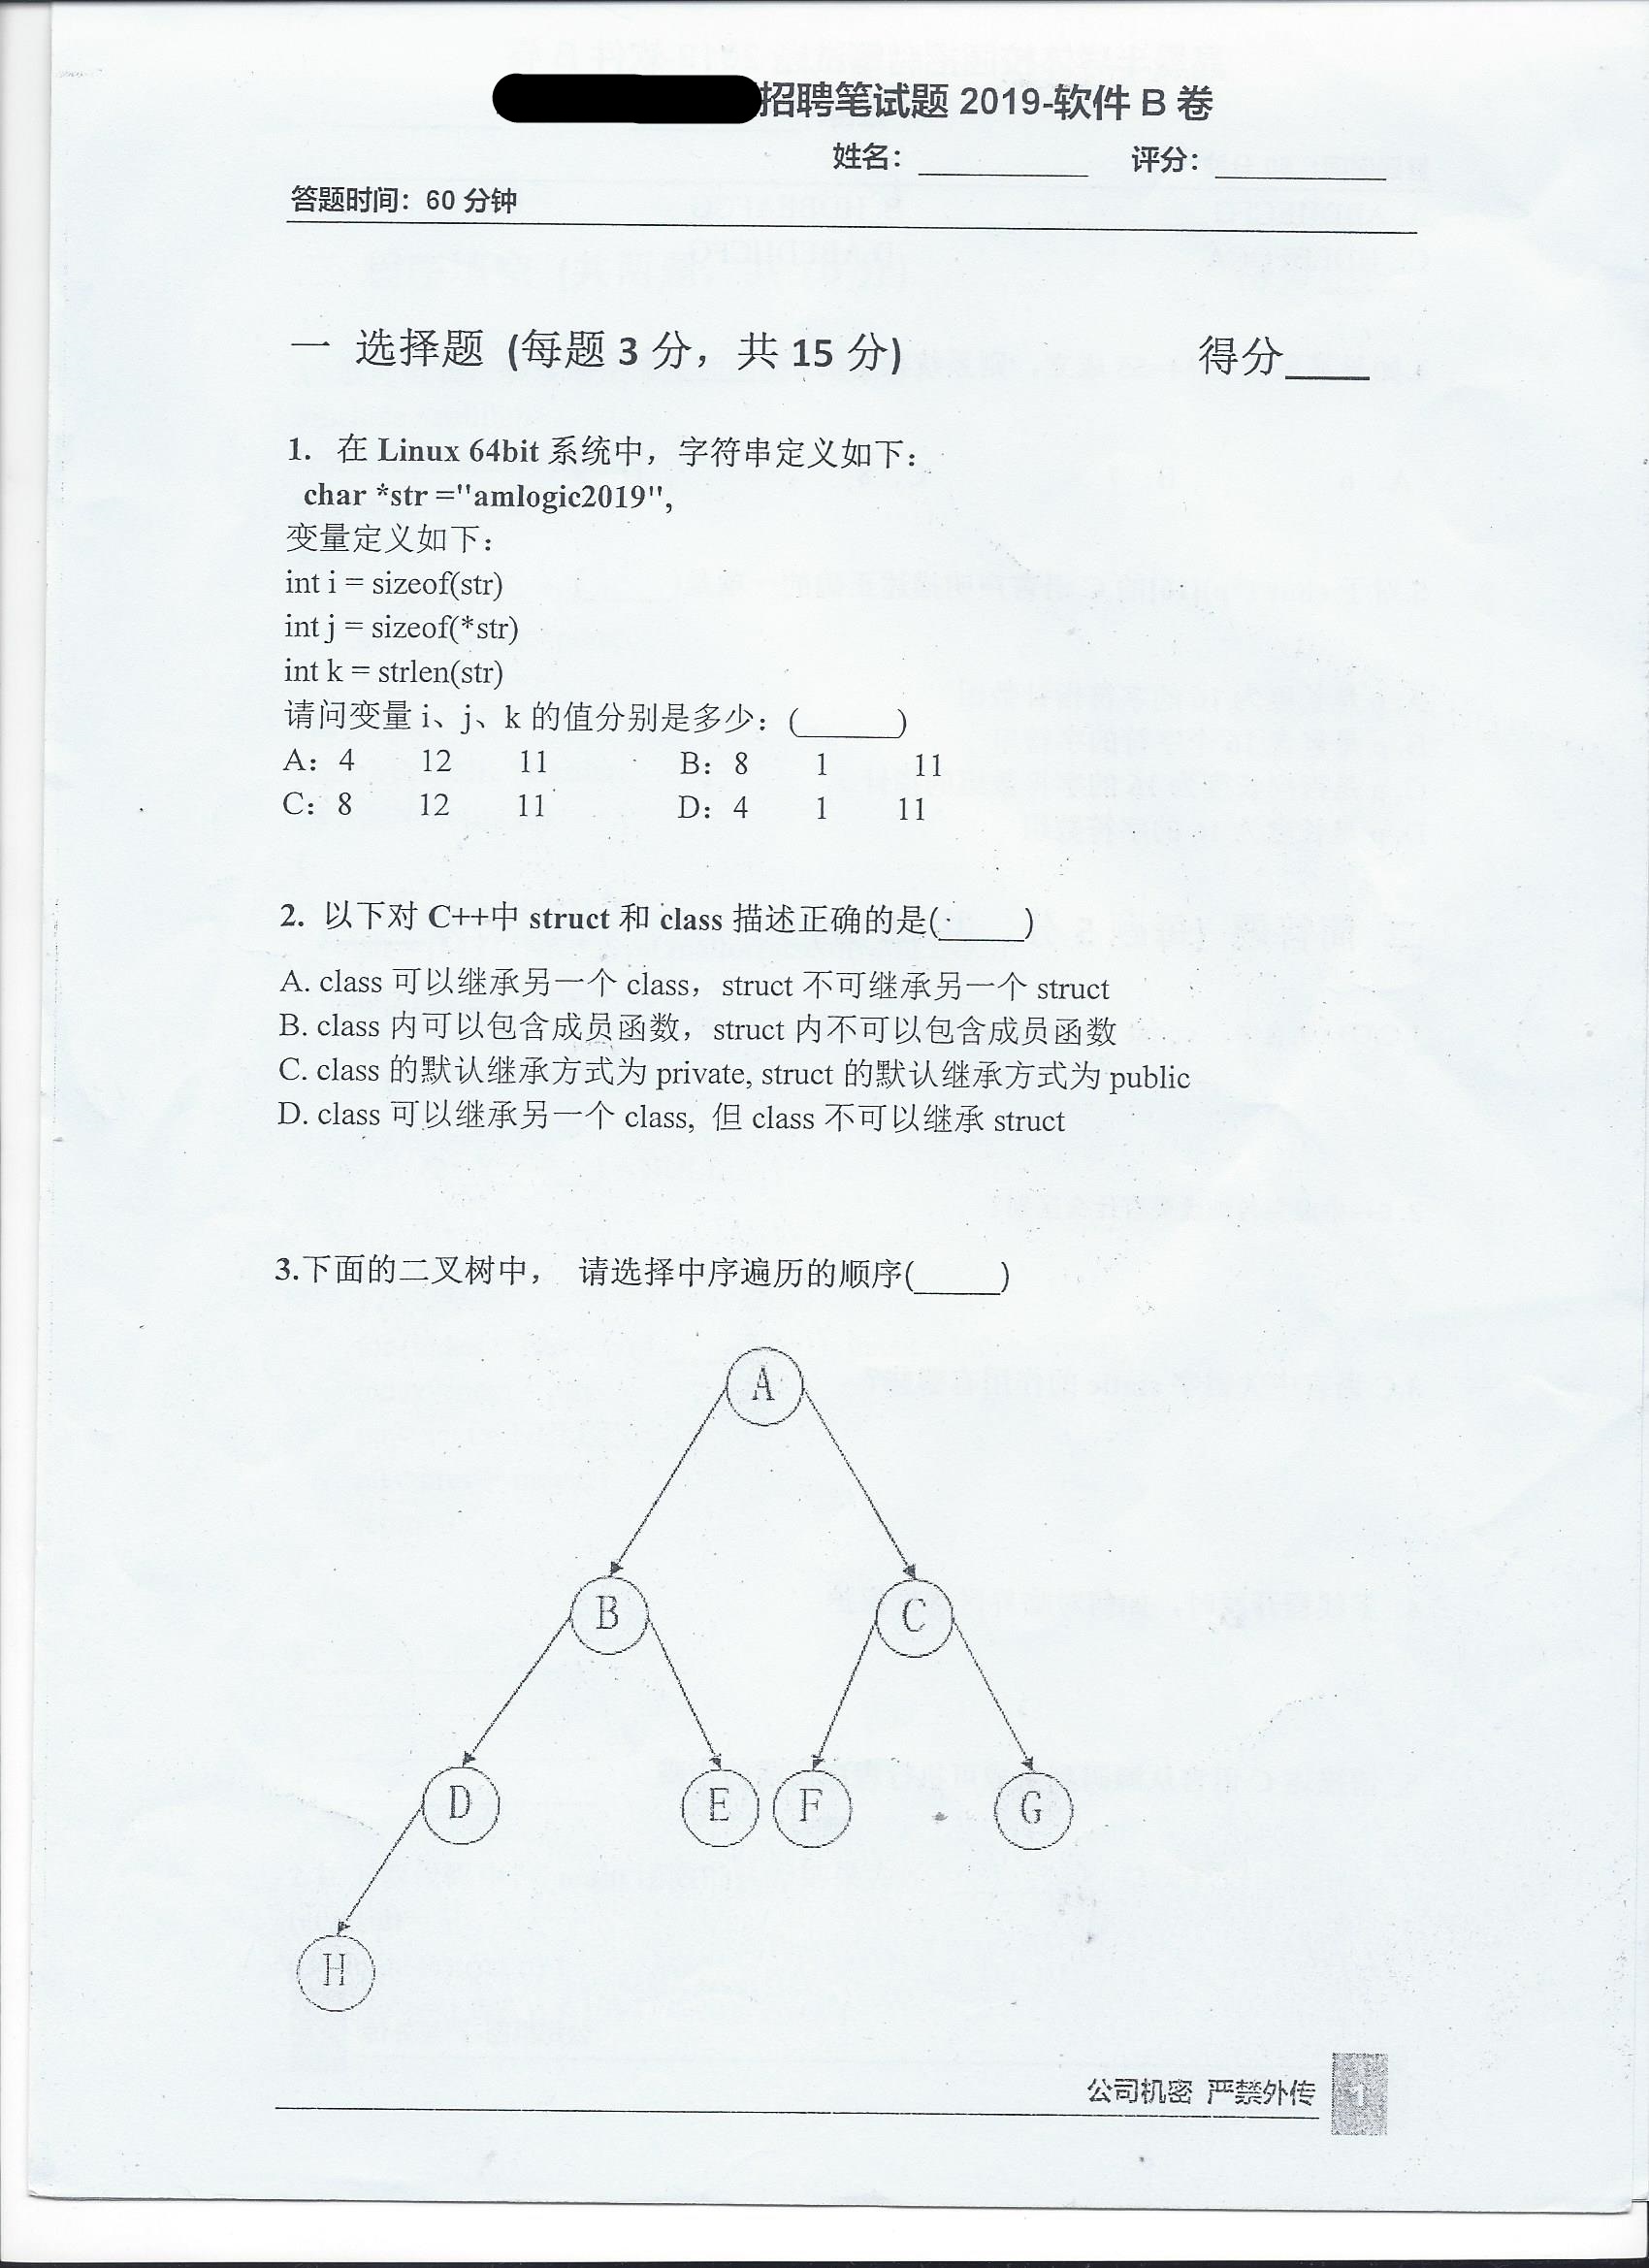 招聘笔试题 2019-软件 B 卷
姓名： 评分：
答题时间：60 分钟
一 选择题 (每题 3 分，共 15 分) 得分____
1. 在 Linux 64bit 系统中，字符串定义如下：
char *str ="amlogic2019",
变量定义如下：
int i = sizeof(str)
int j = sizeof(*str)
int k = strlen(str)
请问变量 i、j、k 的值分别是多少：(______)
A：4 12 11 B：8 1 11
C：8 12 11 D：4 1 11
2. 以下对 C++中 struct 和 class 描述正确的是(_____)
A. class 可以继承另一个 class，struct 不可继承另一个 struct
B. class 内可以包含成员函数，struct 内不可以包含成员函数
C. class 的默认继承方式为 private, struct 的默认继承方式为 public
D. class 可以继承另一个 class, 但 class 不可以继承 struct
3.下面的二叉树中， 请选择中序遍历的顺序(_____)
A
B C
D E F G
H
公司机密 严禁外传 1